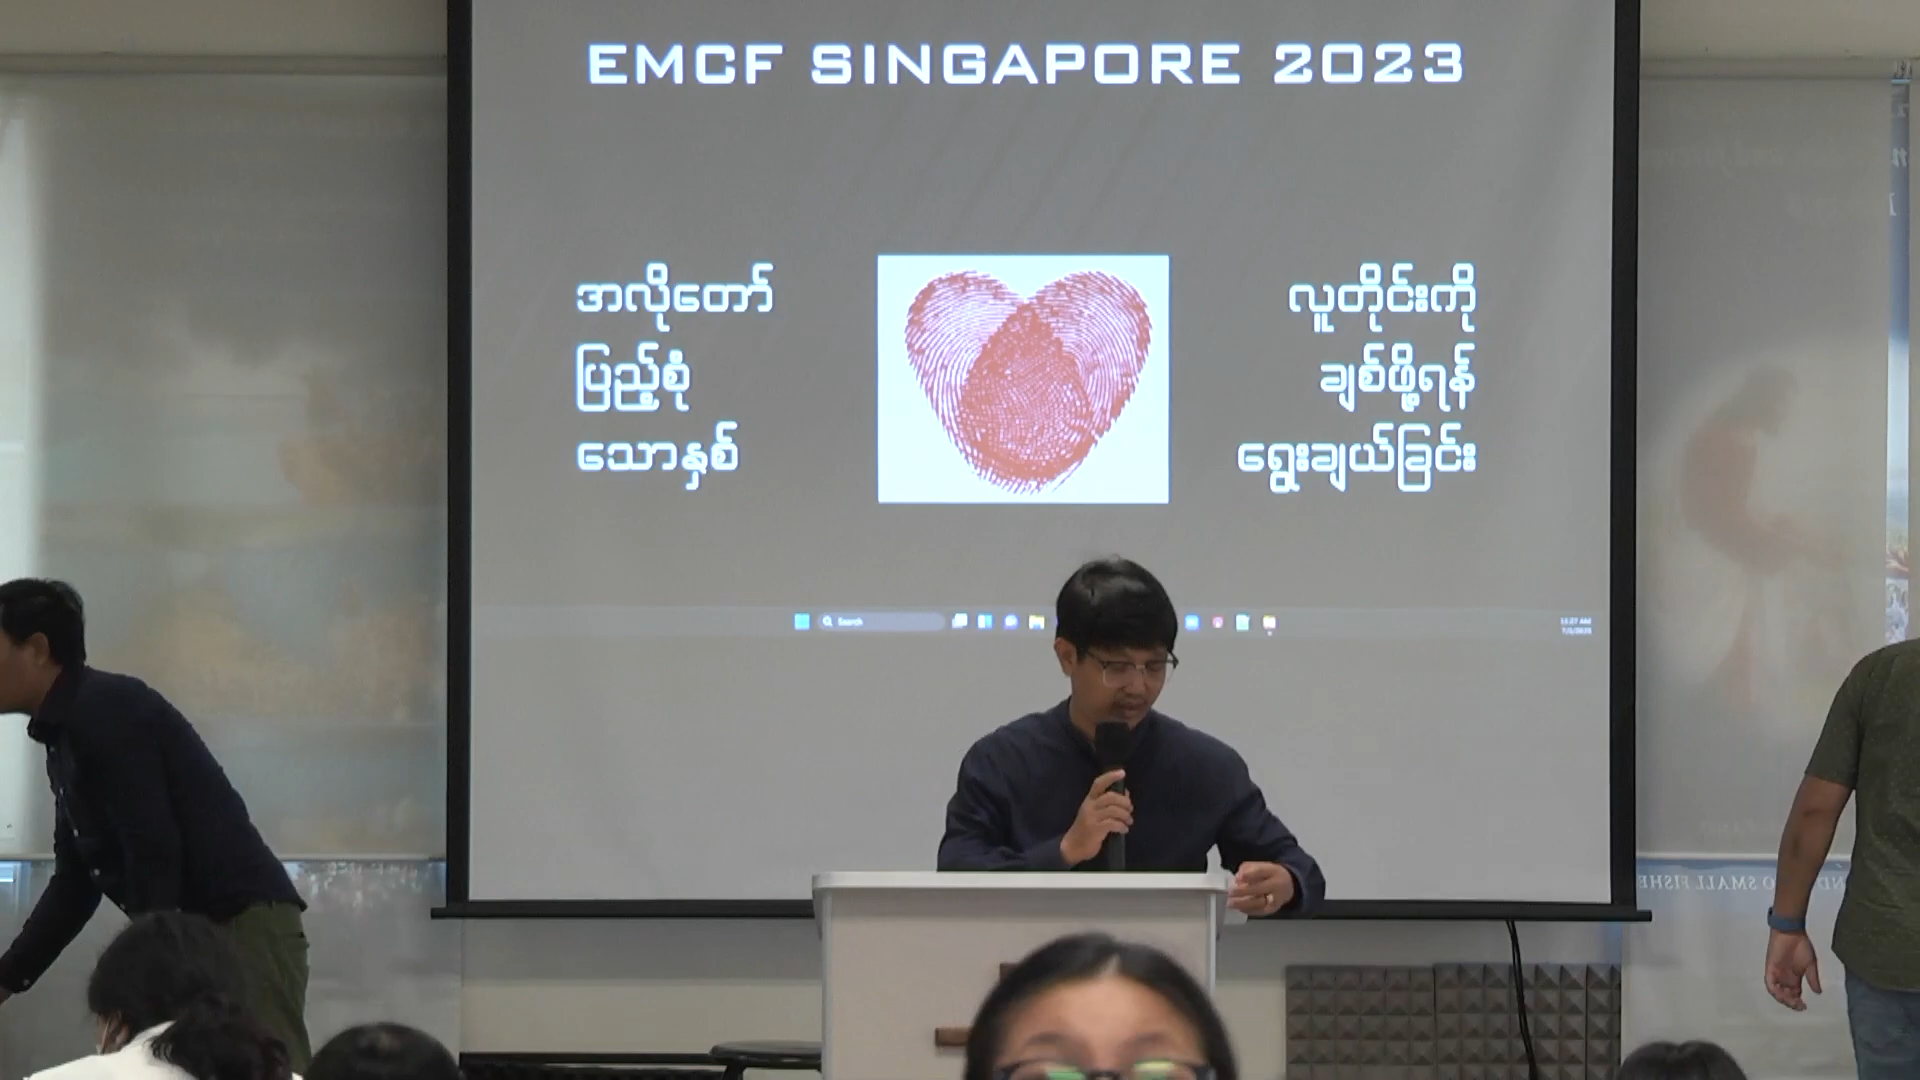 EMCF SINGAPORE 2023
အလိုတော်
ပြည့်စုံ
သောနှစ်
လူတိုင်းကို
ချစ်ဖို့ရန်
ရွေးချယ်ခြင်း
Search